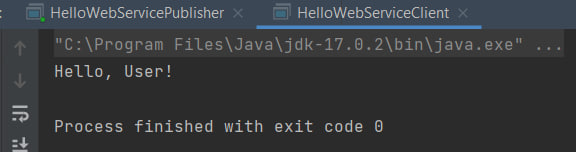 HelloWebServicePublisher × HelloWebServiceClient ×
"C:\Program Files\Java\jdk-17.0.2\bin\java.exe" ...
Hello, User!
Process finished with exit code 0